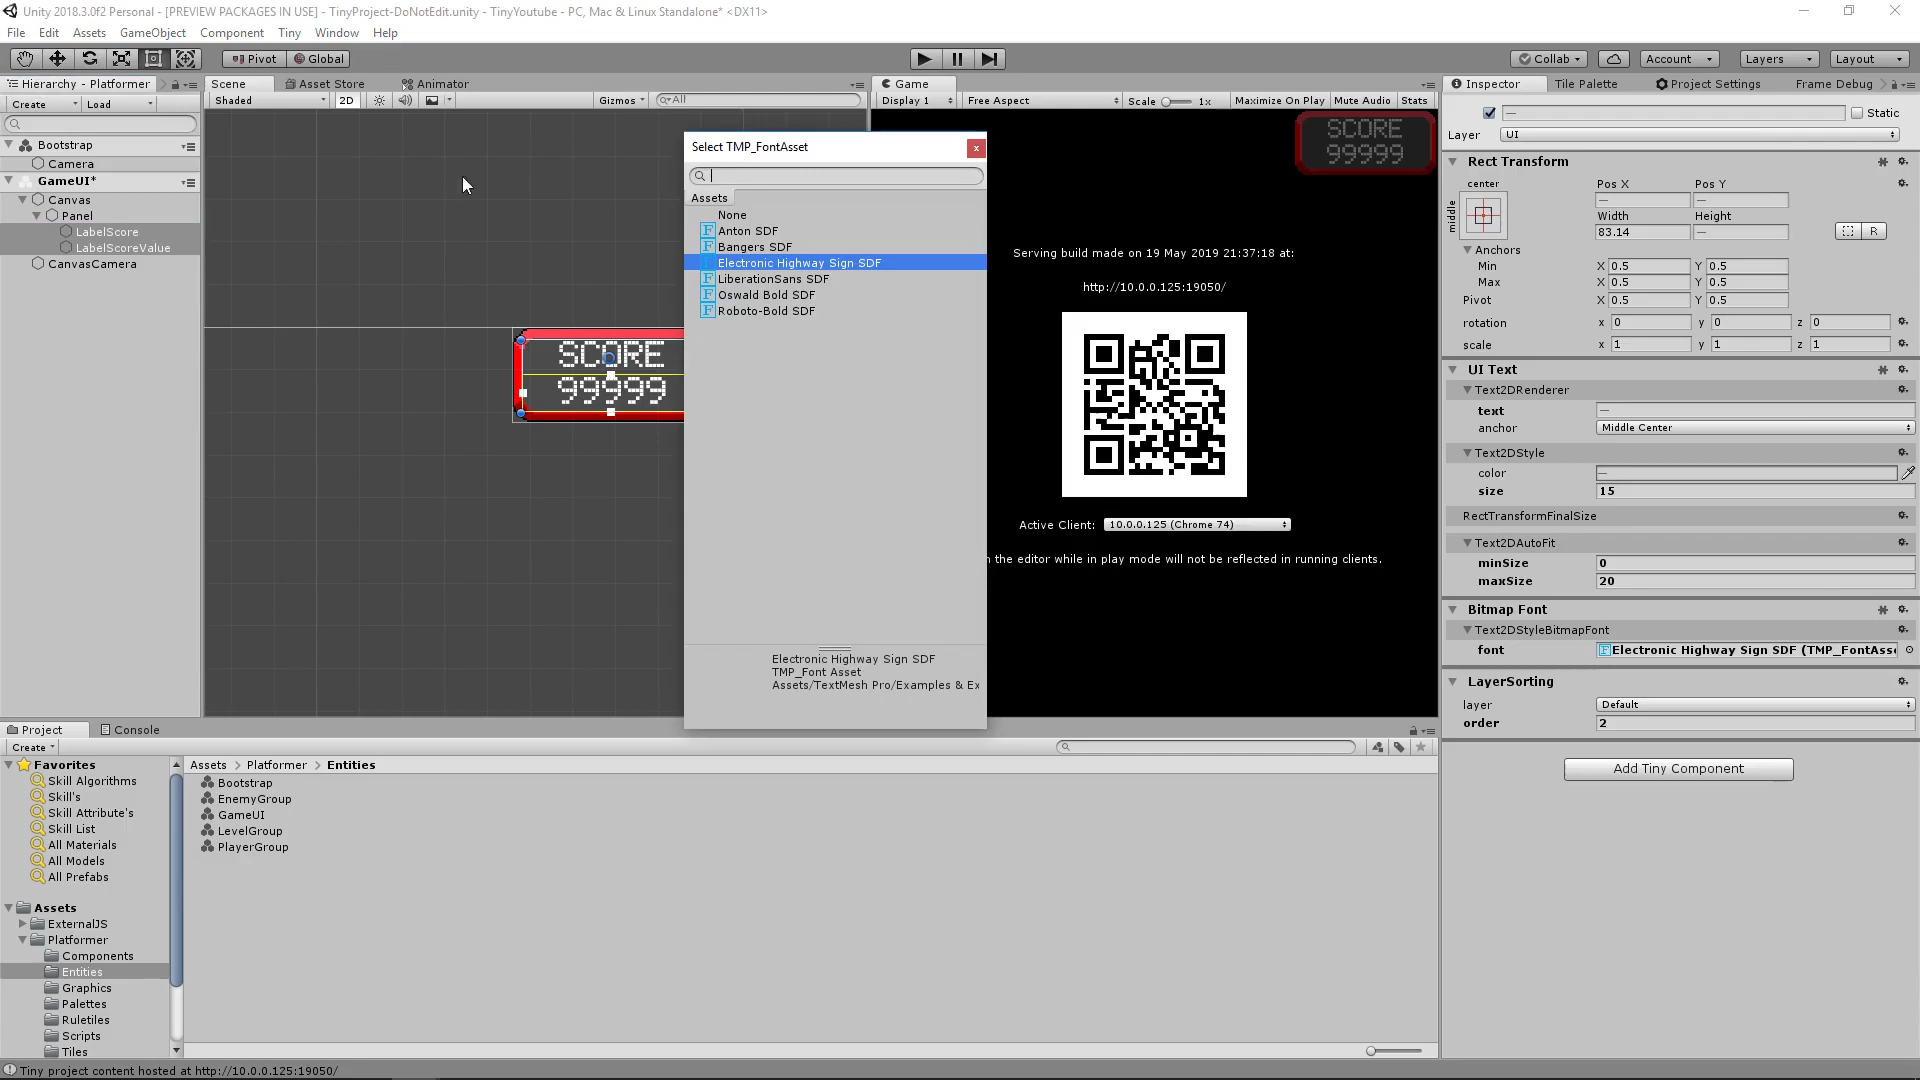 Unity 2018.3.0f2 Personal - [PREVIEW PACKAGES IN USE] - TinyProject-DoNotEdit.unity - TinyYoutube - PC, Mac & Linux Standalone* <DX11>
File Edit Assets GameObject Component Tiny Window Help
Pivot Global Collab Account Layers Layout
Hierarchy - Platformer
Create Load
Bootstrap
Camera
GameUI*
Canvas
Panel
LabelScore
LabelScoreValue
CanvasCamera
Scene Asset Store Animator
Shaded 2D Gizmos All
SCORE
99999
Select TMP_FontAsset
x
Assets
None
Anton SDF
Bangers SDF
Electronic Highway Sign SDF
LiberationSans SDF
Oswald Bold SDF
Roboto-Bold SDF
Electronic Highway Sign SDF
TMP_Font Asset
Assets/TextMesh Pro/Examples & Ex
Game
Display 1 Free Aspect Scale 1x Maximize On Play Mute Audio Stats
SCORE
99999
Serving build made on 19 May 2019 21:37:18 at:
http://10.0.0.125:19050/
Active Client: 10.0.0.125 (Chrome 74)
the editor while in play mode will not be reflected in running clients.
Inspector Tile Palette Project Settings Frame Debug
— Static
Layer UI
Rect Transform
center Pos X Pos Y
middle — —
Width Height
83.14 —
R
Anchors
Min X 0.5 Y 0.5
Max X 0.5 Y 0.5
Pivot X 0.5 Y 0.5
rotation x 0 y 0 z 0
scale x 1 y 1 z 1
UI Text
Text2DRenderer
text —
anchor Middle Center
Text2DStyle
color —
size 15
RectTransformFinalSize
Text2DAutoFit
minSize 0
maxSize 20
Bitmap Font
Text2DStyleBitmapFont
font Electronic Highway Sign SDF (TMP_FontAss
LayerSorting
layer Default
order 2
Add Tiny Component
Project Console
Create
Favorites
Skill Algorithms
Skill's
Skill Attribute's
Skill List
All Materials
All Models
All Prefabs
Assets
ExternalJS
Platformer
Components
Entities
Graphics
Palettes
Ruletiles
Scripts
Tiles
Assets > Platformer > Entities
Bootstrap
EnemyGroup
GameUI
LevelGroup
PlayerGroup
Tiny project content hosted at http://10.0.0.125:19050/